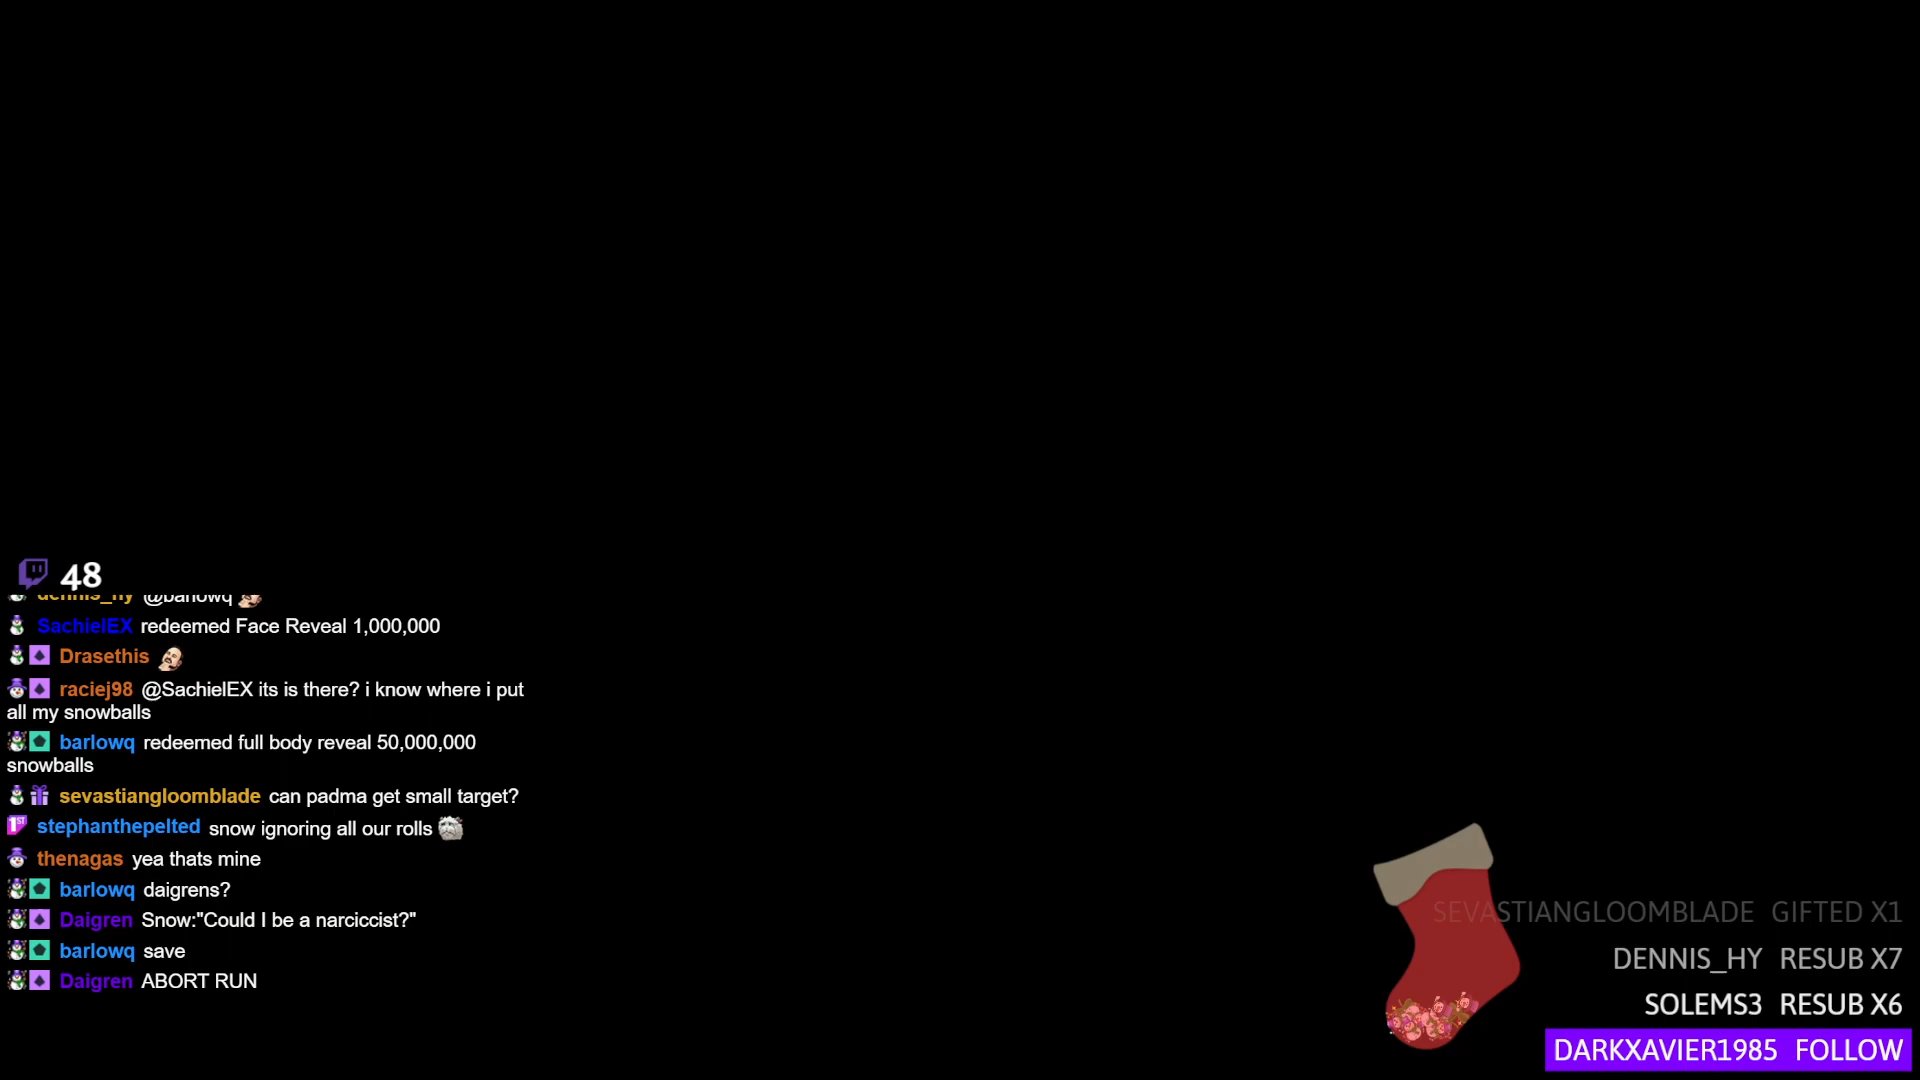 48
dennis_hy @barlowq
SachielEX redeemed Face Reveal 1,000,000
Drasethis
raciej98 @SachielEX its is there? i know where i put
all my snowballs
barlowq redeemed full body reveal 50,000,000
snowballs
sevastiangloomblade can padma get small target?
1ST stephanthepelted snow ignoring all our rolls
thenagas yea thats mine
barlowq daigrens?
Daigren Snow:"Could I be a narciccist?"
barlowq save
Daigren ABORT RUN
SEVASTIANGLOOMBLADE GIFTED X1
DENNIS_HY RESUB X7
SOLEMS3 RESUB X6
DARKXAVIER1985 FOLLOW